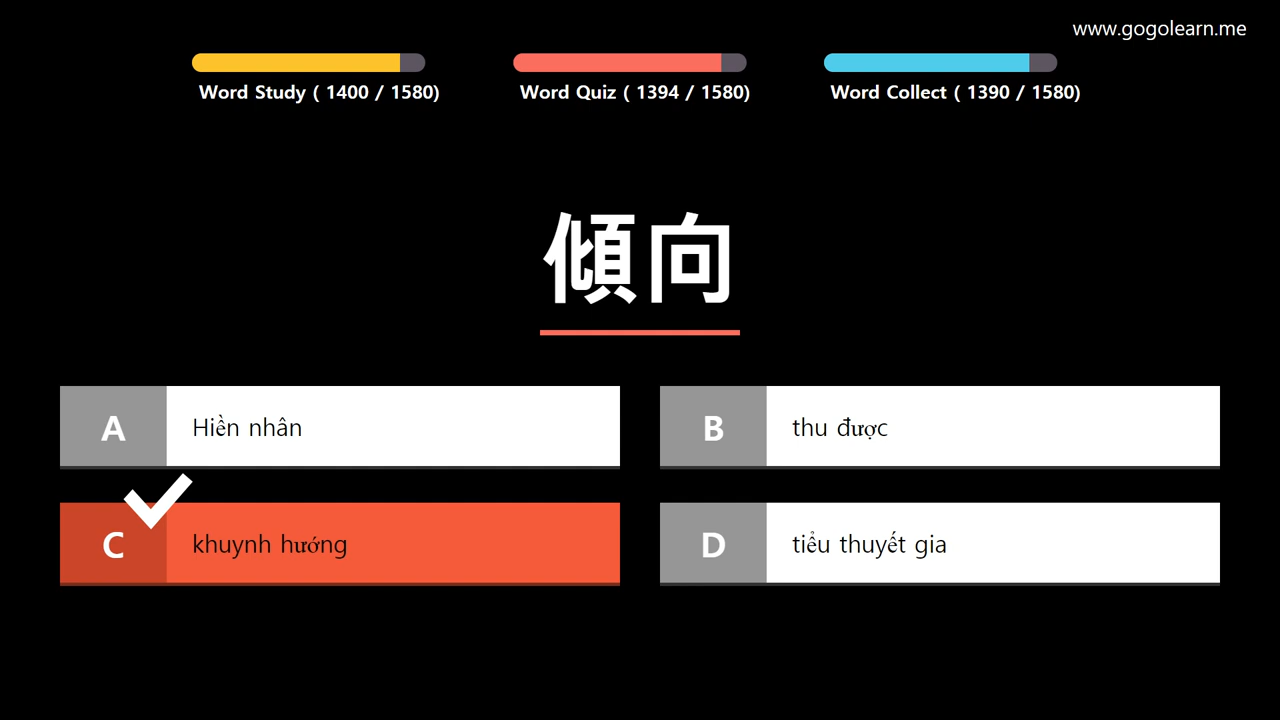 www.gogolearn.me
Word Study ( 1400 / 1580)
Word Quiz ( 1394 / 1580)
Word Collect ( 1390 / 1580)
傾向
A Hiền nhân
B thu được
C khuynh hướng
D tiểu thuyết gia